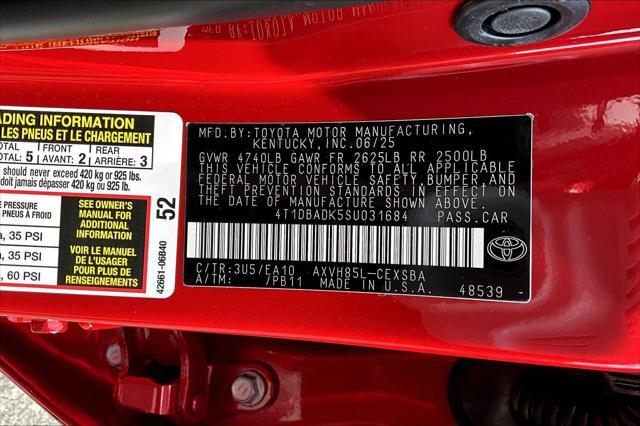 ADING INFORMATION
LES PNEUS ET LE CHARGEMENT
TOTAL 5 FRONT AVANT: 2 REAR ARRIÈRE: 3
never exceed 420 kg or 925 lbs.
doit jamais dépasser 420 kg ou 925 lb.
PRESSURE
35 PSI
35 PSI
60 PSI
SEE OWNER'S
MANUAL FOR
ADDITIONAL
INFORMATION
VOIR LE MANUEL
DE L'USAGER
POUR PLUS DE
RENSEIGNEMENTS
52
42661-06B40
MFD.BY:TOYOTA MOTOR MANUFACTURING,
KENTUCKY,INC.06/25
GVWR 4740LB GAWR FR 2625LB RR 2500LB
THIS VEHICLE CONFORMS TO ALL APPLICABLE
FEDERAL MOTOR VEHICLE SAFETY,BUMPER AND
THEFT PREVENTION STANDARDS IN EFFECT ON
THE DATE OF MANUFACTURE SHOWN ABOVE.
4T1DBADK5SU031684 PASS.CAR
C/TR:3U5/EA10 AXVH85L-CEXSBA
A/TM: /PB11 MADE IN U.S.A. 48539